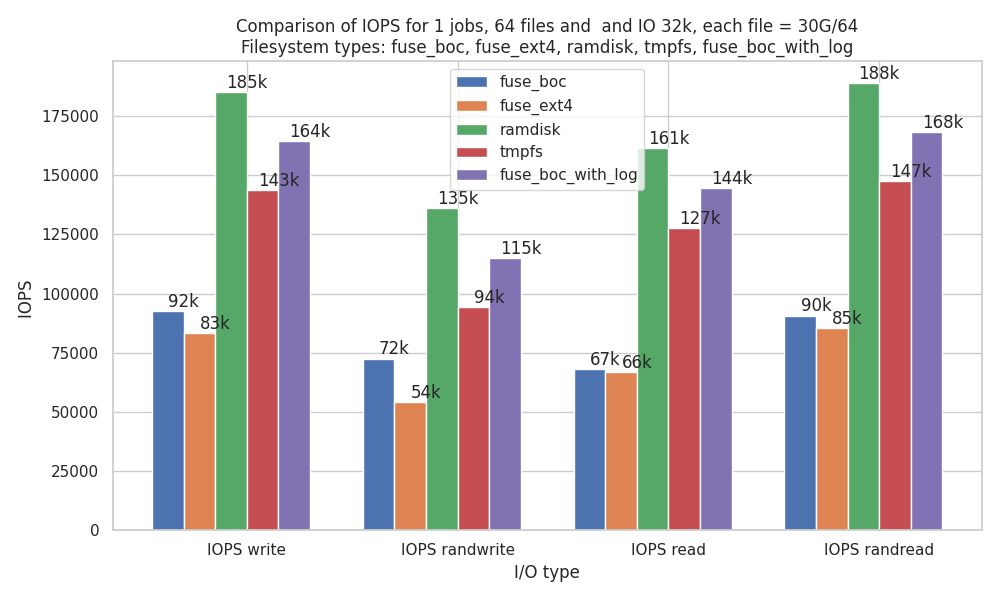 Comparison of IOPS for 1 jobs, 64 files and  and IO 32k, each file = 30G/64
Filesystem types: fuse_boc, fuse_ext4, ramdisk, tmpfs, fuse_boc_with_log
fuse_boc
fuse_ext4
ramdisk
tmpfs
fuse_boc_with_log
IOPS
175000
150000
125000
100000
75000
50000
25000
0
92k
83k
185k
143k
164k
72k
54k
135k
94k
115k
67k
66k
161k
127k
144k
90k
85k
188k
147k
168k
IOPS write
IOPS randwrite
IOPS read
IOPS randread
I/O type